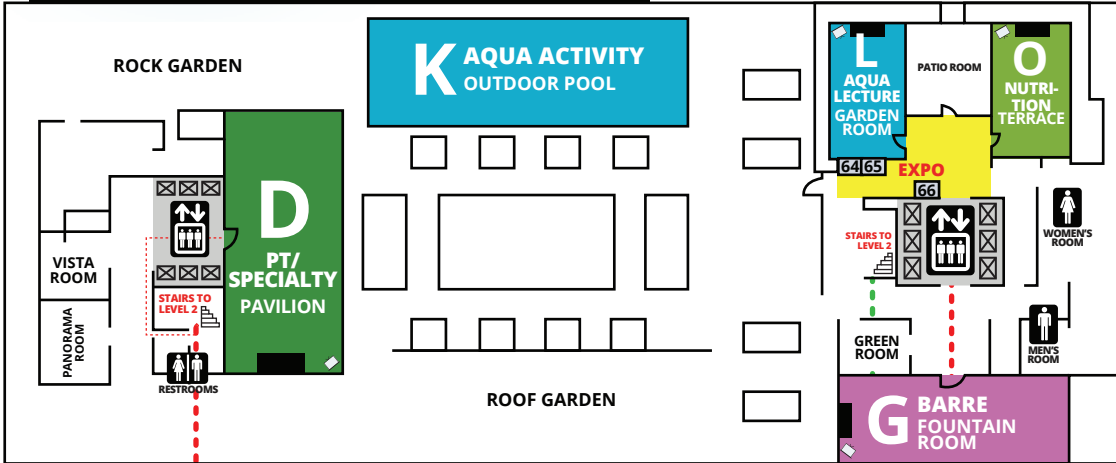 ROCK GARDEN
K AQUA ACTIVITY
OUTDOOR POOL
L
AQUA
LECTURE
GARDEN
ROOM
PATIO ROOM
O
NUTRI-
TION
TERRACE
64 65
EXPO
66
D
PT/
SPECIALTY
PAVILION
VISTA
ROOM
STAIRS TO
LEVEL 2
PANORAMA
ROOM
RESTROOMS
STAIRS TO
LEVEL 2
WOMEN'S
ROOM
GREEN
ROOM
MEN'S
ROOM
ROOF GARDEN
G BARRE
FOUNTAIN
ROOM